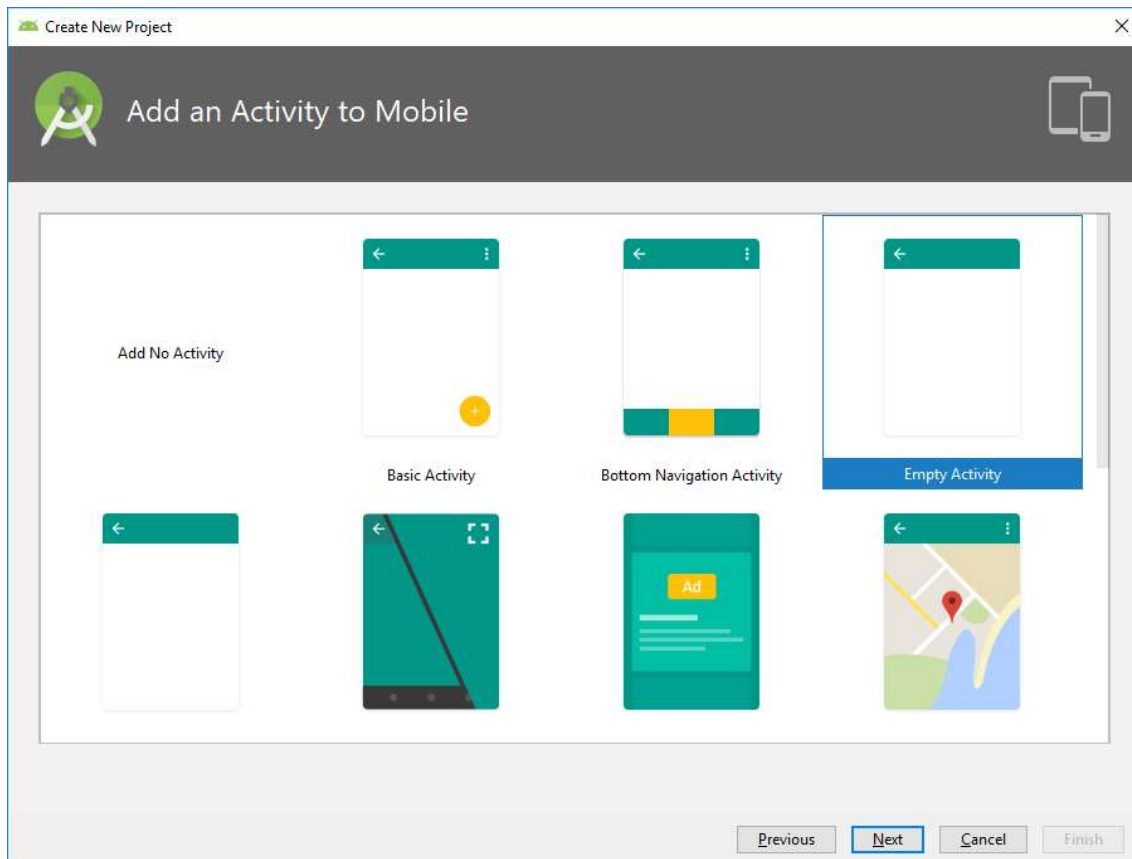 Create New Project
Add an Activity to Mobile
Add No Activity
Basic Activity
Bottom Navigation Activity
Empty Activity
Ad
Previous
Next
Cancel
Finish